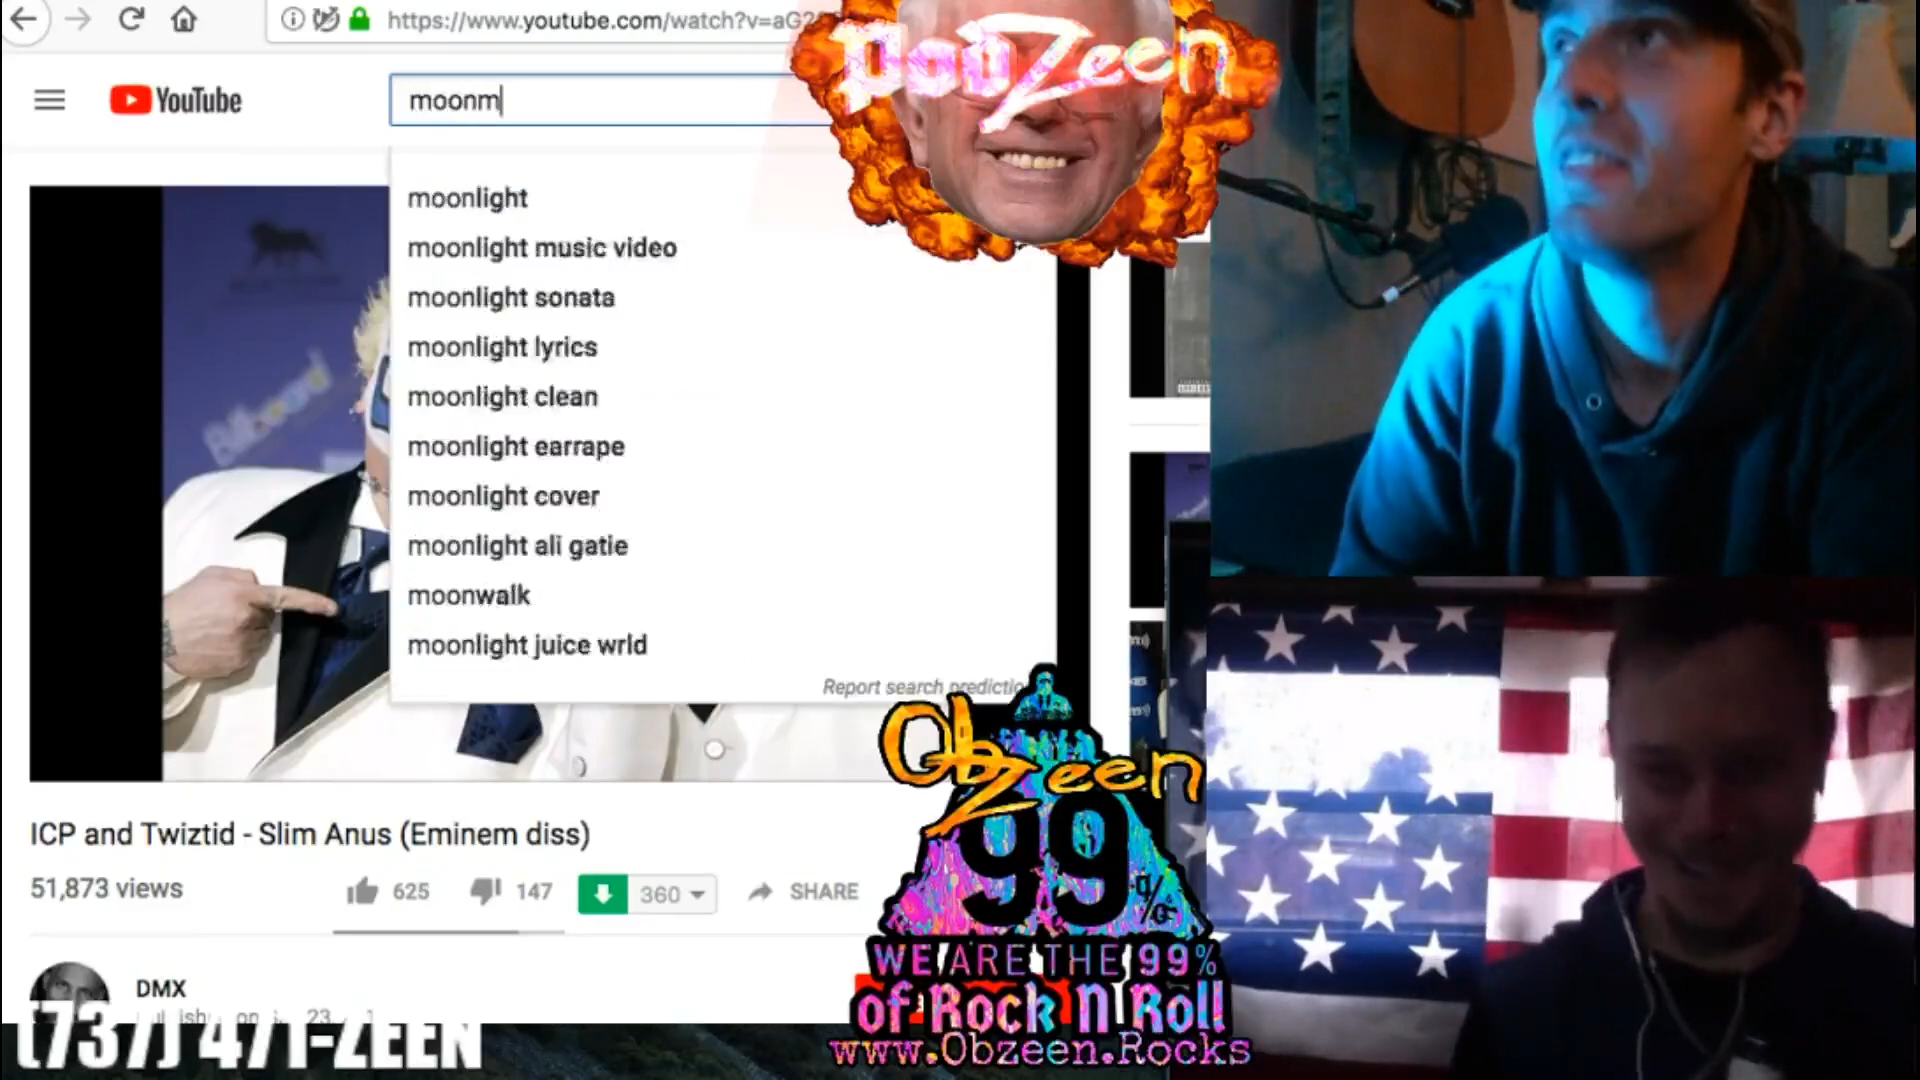 https://www.youtube.com/watch?v=aG2
YouTube
moonm
PobZeen
moonlight
moonlight music video
moonlight sonata
moonlight lyrics
moonlight clean
moonlight earrape
moonlight cover
moonlight ali gatie
moonwalk
moonlight juice wrld
Report search predictio
ICP and Twiztid - Slim Anus (Eminem diss)
51,873 views
625
147
360
SHARE
ObZeen
99%
WE ARE THE 99%
of Rock N Roll
www.Obzeen.Rocks
DMX
(737) 471-ZEEN